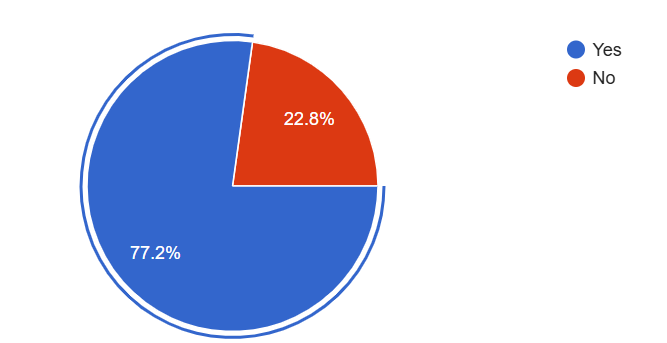 Yes
No
22.8%
77.2%